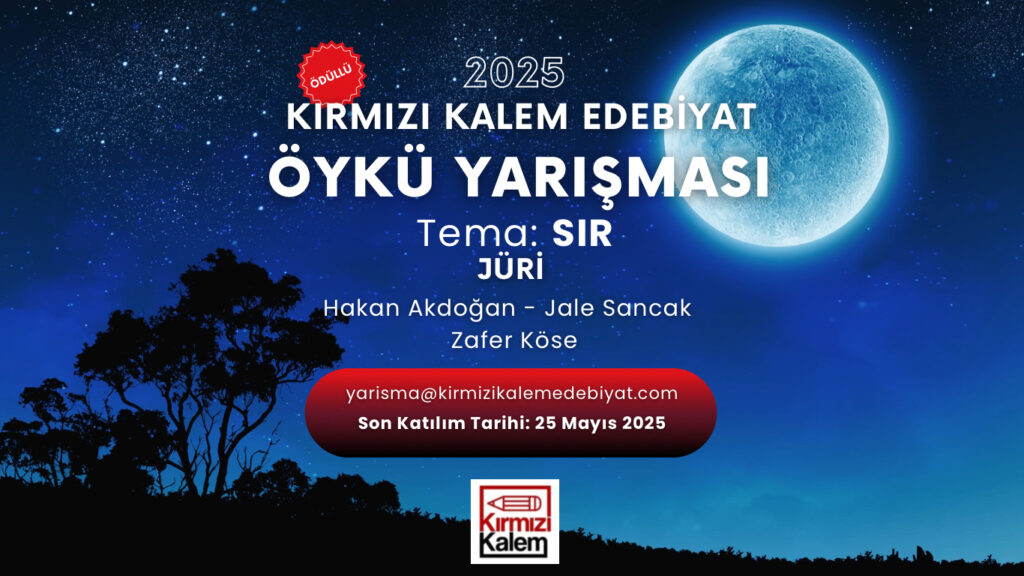 ÖDÜLLÜ
2025
KIRMIZI KALEM EDEBİYAT
ÖYKÜ YARIŞMASI
Tema: SIR
JÜRİ
Hakan Akdoğan - Jale Sancak
Zafer Köse
yarisma@kirmizikalemedebiyat.com
Son Katılım Tarihi: 25 Mayıs 2025
Kırmızı
Kalem